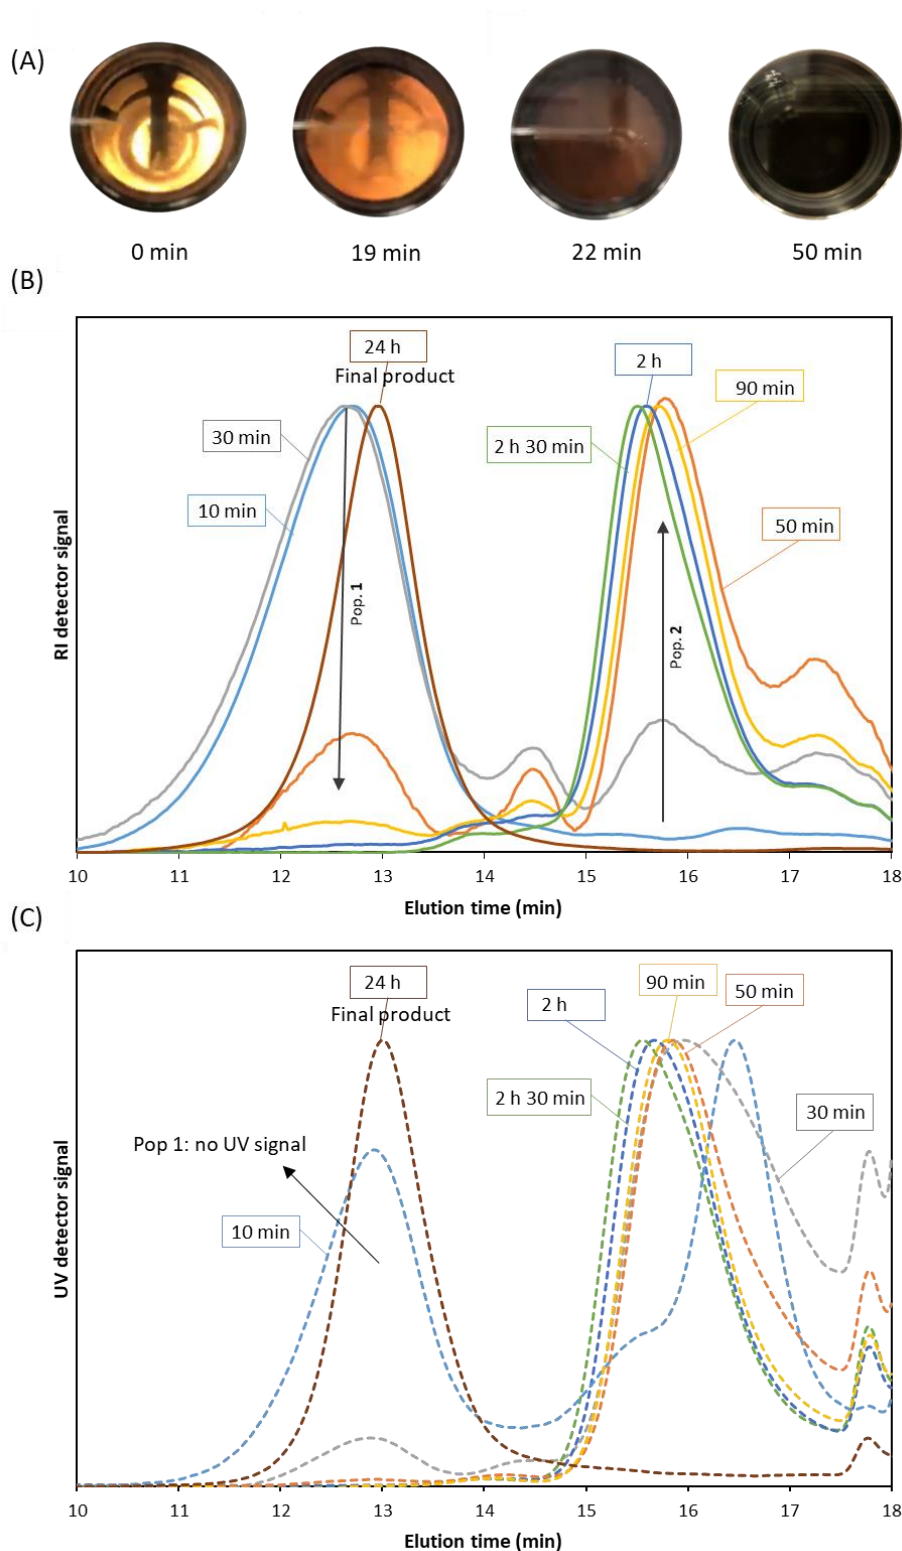 (A)
0 min
19 min
22 min
50 min
(B)
24 h
Final product
2 h
90 min
30 min
2 h 30 min
10 min
50 min
Pop. 1
Pop. 2
RI detector signal
10 11 12 13 14 15 16 17 18
Elution time (min)
(C)
24 h
Final product
2 h
90 min
50 min
2 h 30 min
30 min
Pop 1: no UV signal
10 min
UV detector signal
10 11 12 13 14 15 16 17 18
Elution time (min)